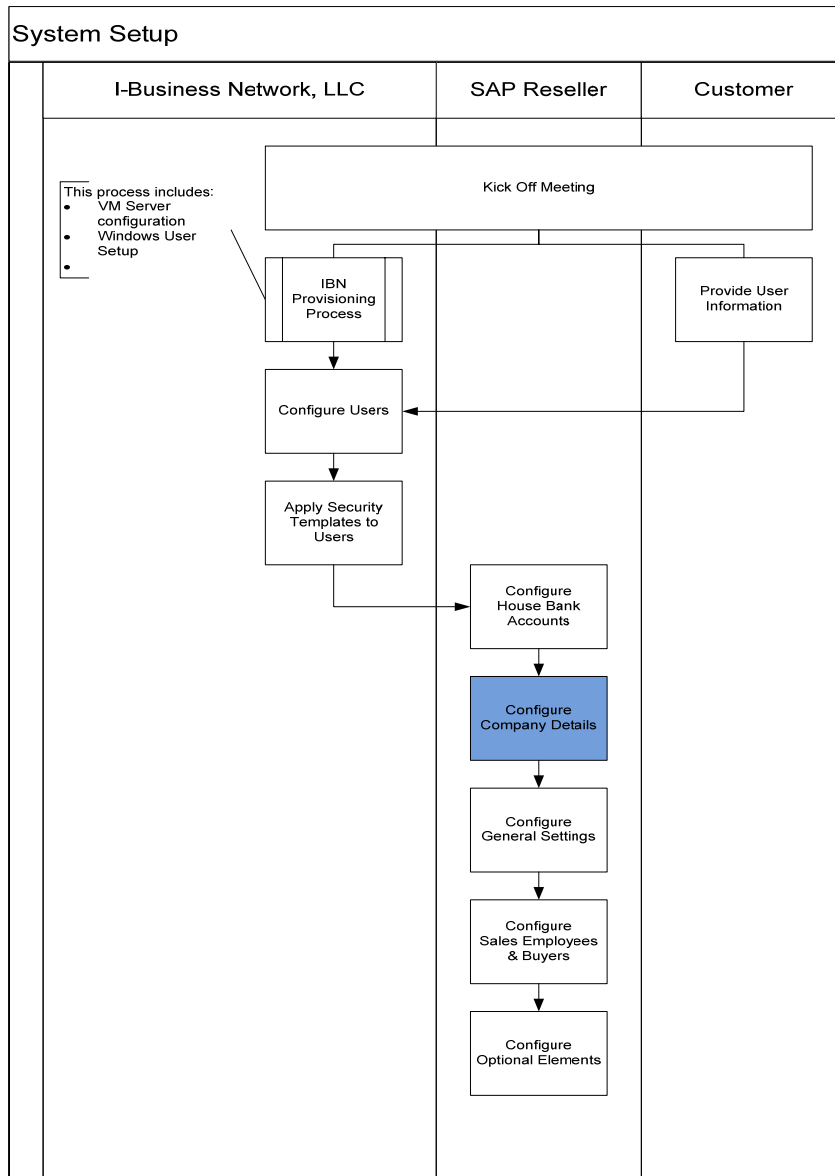 System Setup
I-Business Network, LLC
SAP Reseller
Customer
Kick Off Meeting
This process includes:
• VM Server
configuration
• Windows User
Setup
•
IBN
Provisioning
Process
Provide User
Information
Configure Users
Apply Security
Templates to
Users
Configure
House Bank
Accounts
Configure
Company Details
Configure
General Settings
Configure
Sales Employees
& Buyers
Configure
Optional Elements